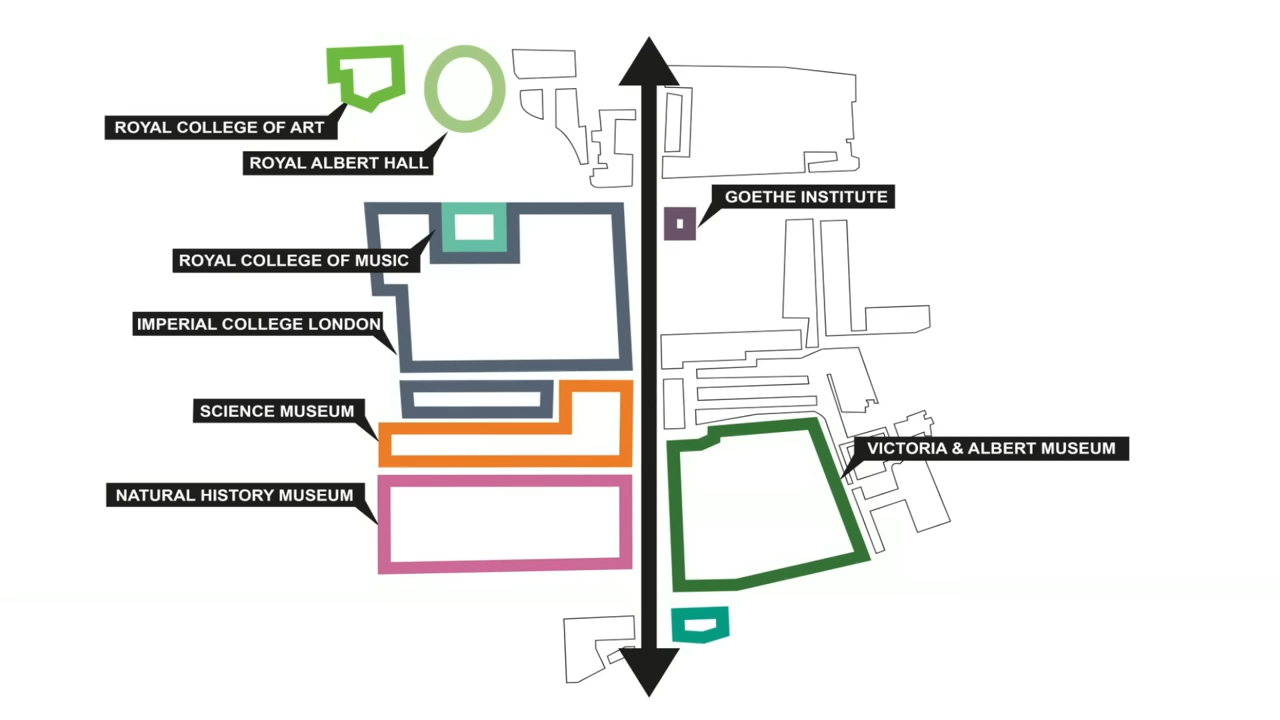 ROYAL COLLEGE OF ART
ROYAL ALBERT HALL
GOETHE INSTITUTE
ROYAL COLLEGE OF MUSIC
IMPERIAL COLLEGE LONDON
SCIENCE MUSEUM
VICTORIA & ALBERT MUSEUM
NATURAL HISTORY MUSEUM